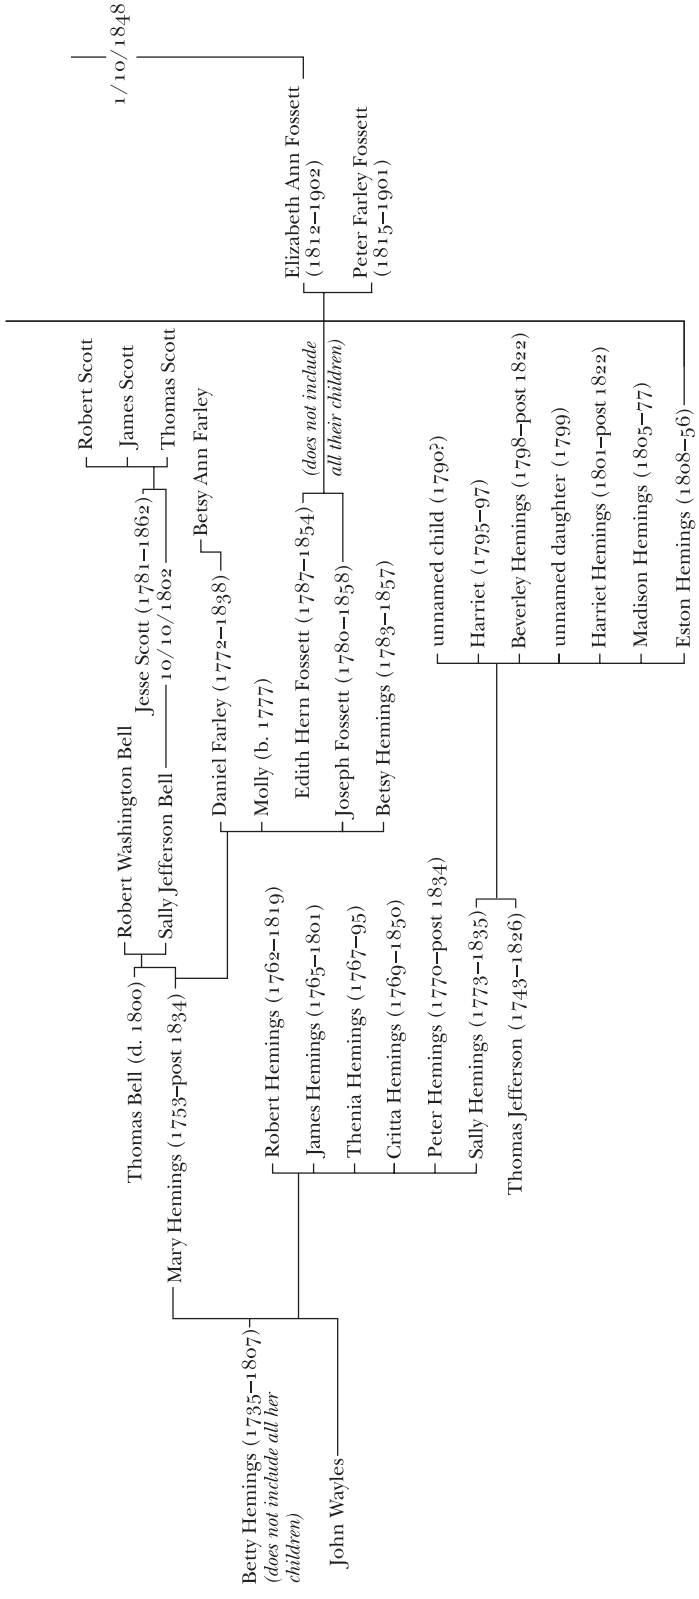 Betty Hemings (1735–1807)
(does not include all her
children)
John Wayles
Thomas Bell (d. 1800)
Mary Hemings (1753–post 1834)
Robert Hemings (1762–1819)
James Hemings (1765–1801)
Thenia Hemings (1767–95)
Critta Hemings (1769–1850)
Peter Hemings (1770–post 1834)
Sally Hemings (1773–1835)
Thomas Jefferson (1743–1826)
Robert Washington Bell
Sally Jefferson Bell
10/10/1802
Jesse Scott (1781–1862)
Daniel Farley (1772–1838)
Molly (b. 1777)
Edith Hern Fossett (1787–1854)
Joseph Fossett (1780–1858)
Betsy Hemings (1783–1857)
unnamed child (1790?)
Harriet (1795–97)
Beverley Hemings (1798–post 1822)
unnamed daughter (1799)
Harriet Hemings (1801–post 1822)
Madison Hemings (1805–77)
Eston Hemings (1808–56)
Robert Scott
James Scott
Thomas Scott
Betsy Ann Farley
(does not include
all their children)
Elizabeth Ann Fossett
(1812–1902)
Peter Farley Fossett
(1815–1901)
1/10/1848